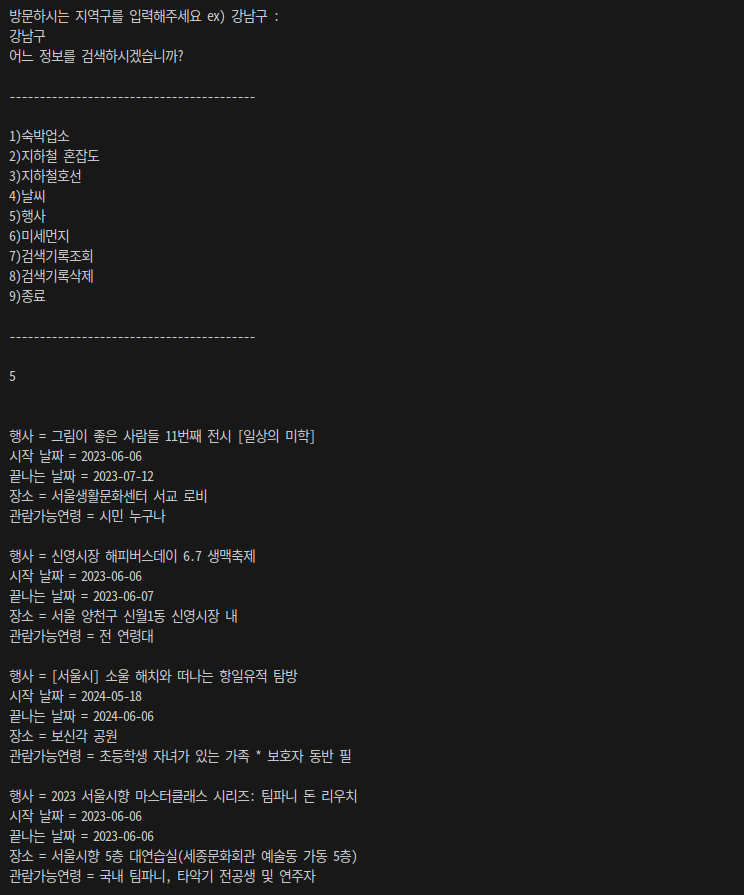 방문하시는 지역구를 입력해주세요 ex) 강남구 :
강남구
어느 정보를 검색하시겠습니까?
-----------------------------------------
1)숙박업소
2)지하철 혼잡도
3)지하철호선
4)날씨
5)행사
6)미세먼지
7)검색기록조회
8)검색기록삭제
9)종료
-----------------------------------------
5
행사 = 그림이 좋은 사람들 11번째 전시 [일상의 미학]
시작 날짜 = 2023-06-06
끝나는 날짜 = 2023-07-12
장소 = 서울생활문화센터 서교 로비
관람가능연령 = 시민 누구나
행사 = 신영시장 해피버스데이 6.7 생맥축제
시작 날짜 = 2023-06-06
끝나는 날짜 = 2023-06-07
장소 = 서울 양천구 신월1동 신영시장 내
관람가능연령 = 전 연령대
행사 = [서울시] 소울 해치와 떠나는 항일유적 탐방
시작 날짜 = 2024-05-18
끝나는 날짜 = 2024-06-06
장소 = 보신각 공원
관람가능연령 = 초등학생 자녀가 있는 가족 * 보호자 동반 필
행사 = 2023 서울시향 마스터클래스 시리즈: 팀파니 톤 리우치
시작 날짜 = 2023-06-06
끝나는 날짜 = 2023-06-06
장소 = 서울시향 5층 대연습실(세종문화회관 예술동 가동 5층)
관람가능연령 = 국내 팀파니, 타악기 전공생 및 연주자